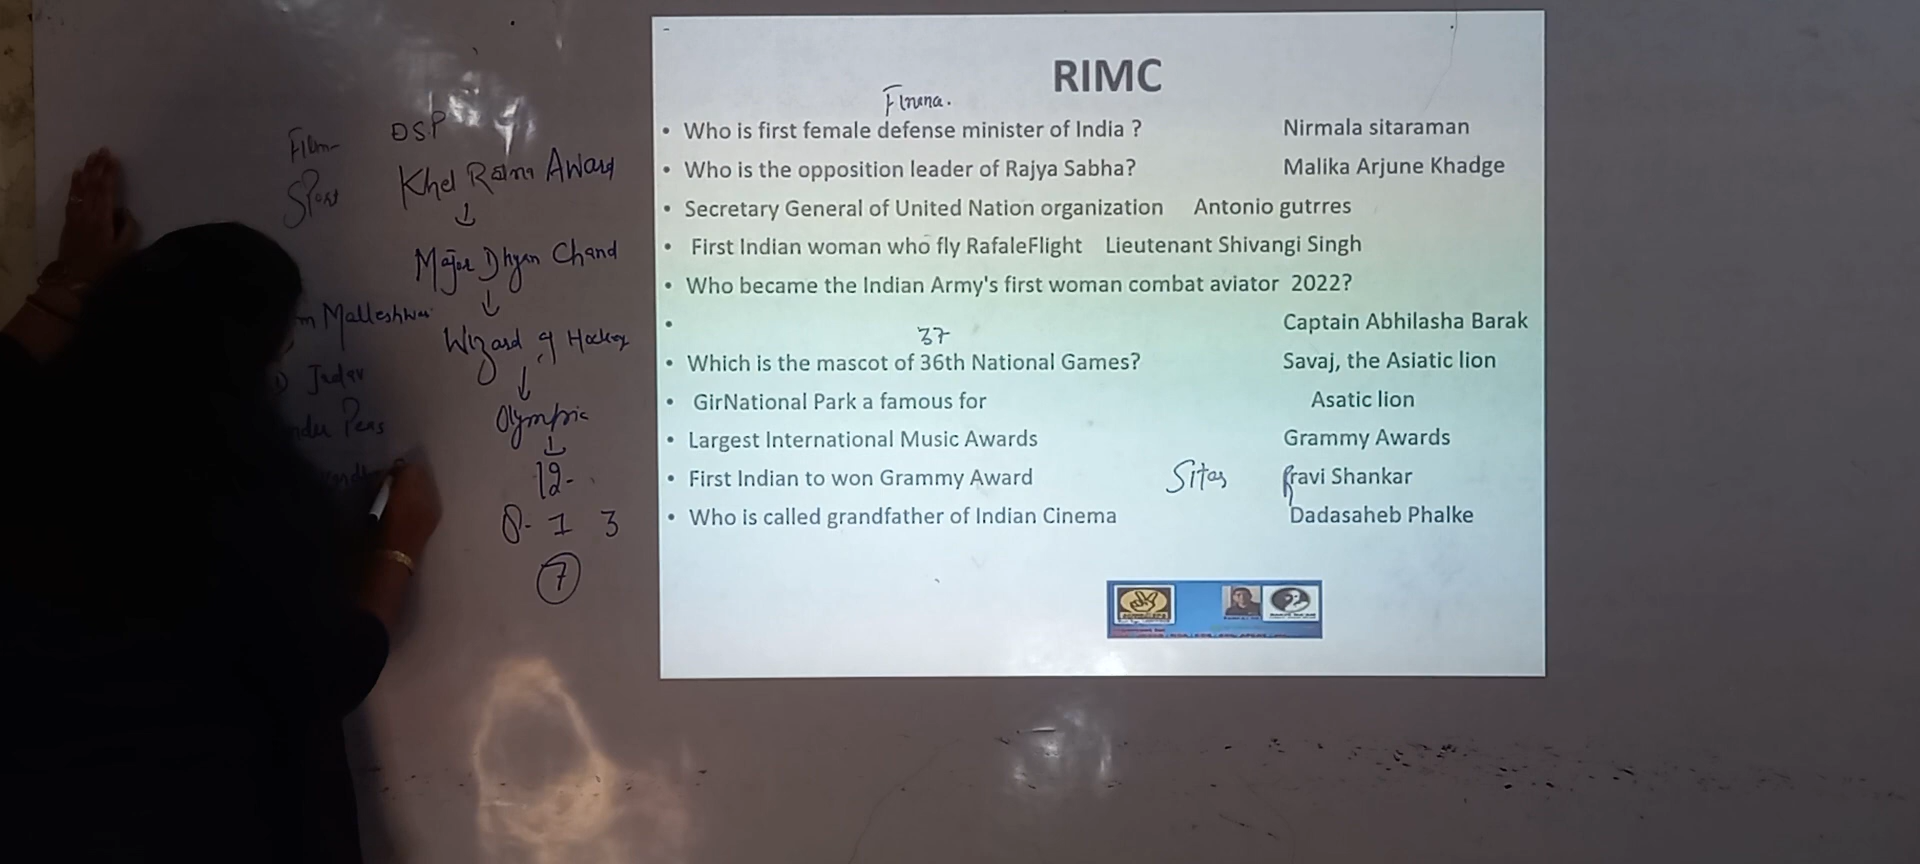 Film
Sport
DSP
Khel Ratna Award
Major Dhyan Chand
Malleshwar
Wizard of Hockey
Jadav
Olympic
12-
8- 1 3
7
RIMC
Finana.
• Who is first female defense minister of India ? Nirmala sitaraman
• Who is the opposition leader of Rajya Sabha? Malika Arjune Khadge
• Secretary General of United Nation organization Antonio gutrres
• First Indian woman who fly RafaleFlight Lieutenant Shivangi Singh
• Who became the Indian Army's first woman combat aviator 2022?
• Captain Abhilasha Barak
37
• Which is the mascot of 36th National Games? Savaj, the Asiatic lion
• GirNational Park a famous for Asatic lion
• Largest International Music Awards Grammy Awards
• First Indian to won Grammy Award Sitar ravi Shankar
• Who is called grandfather of Indian Cinema Dadasaheb Phalke